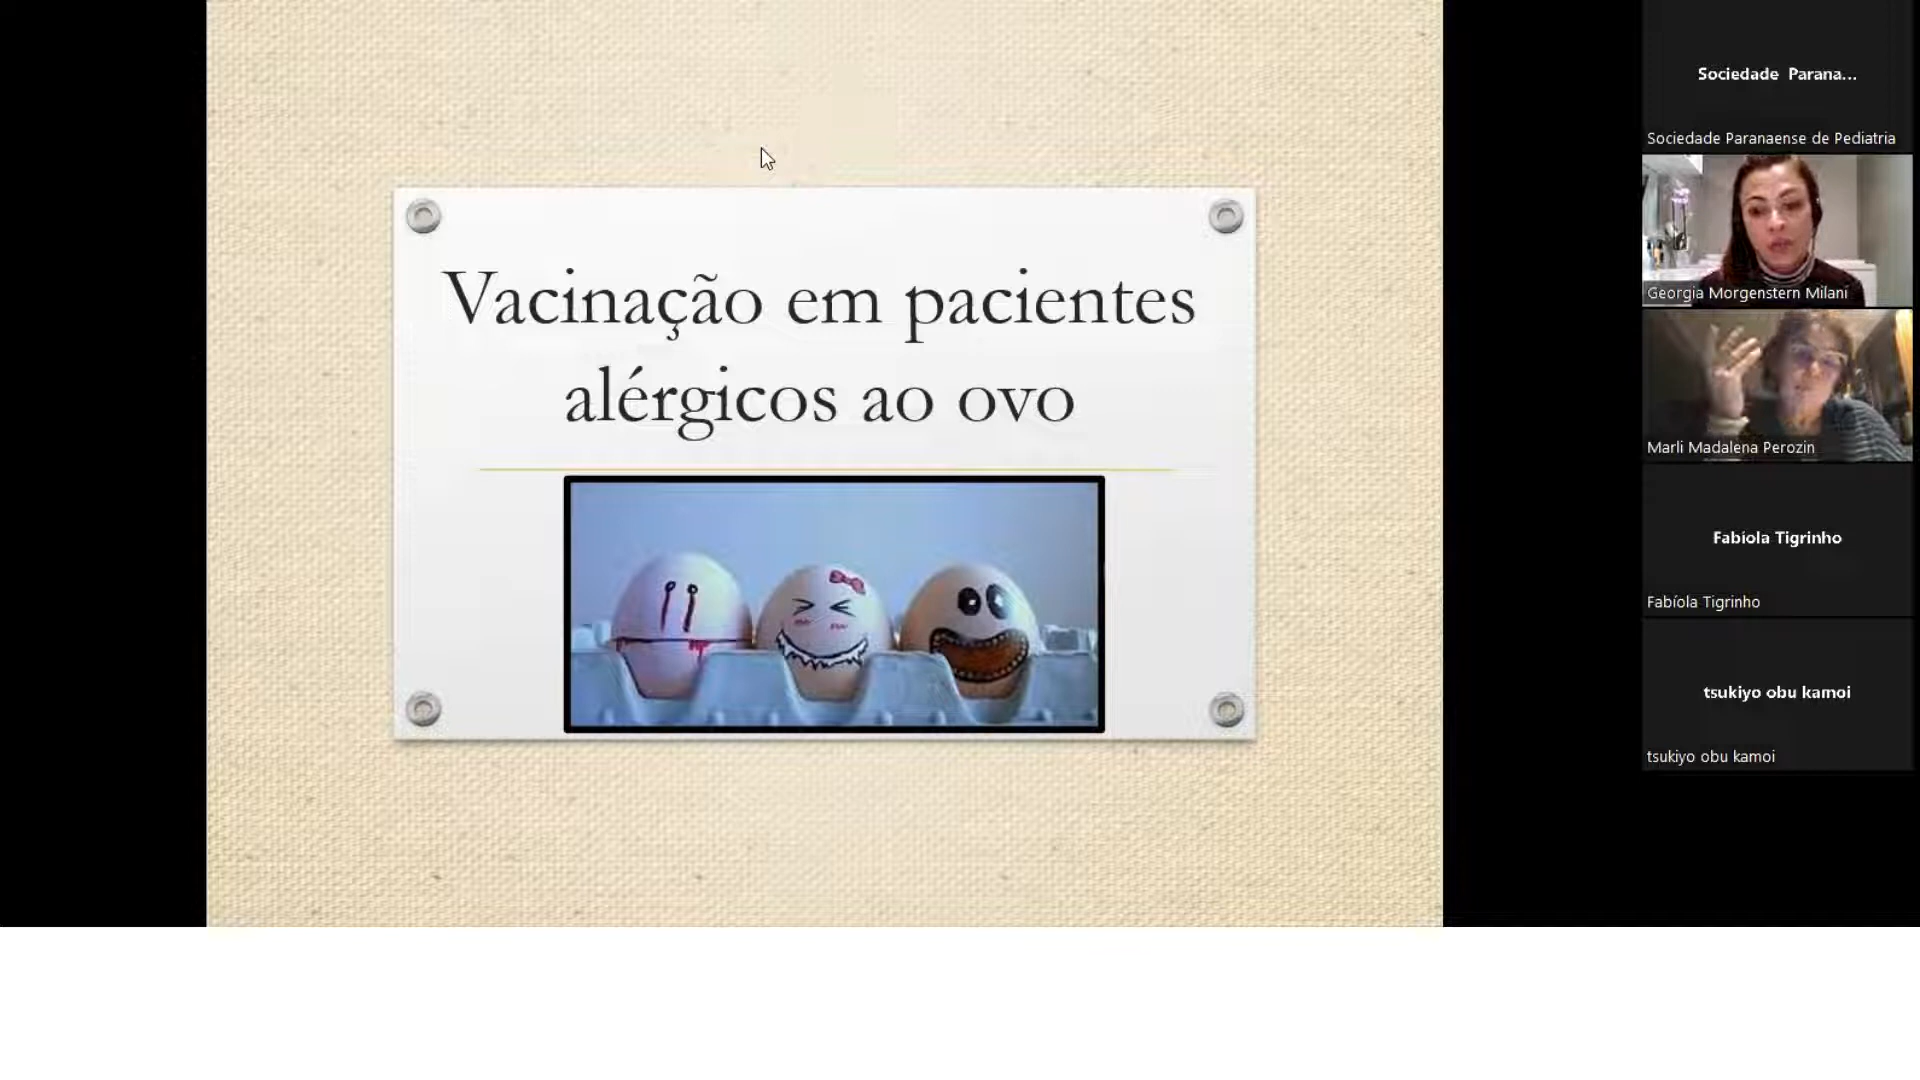 Vacinação em pacientes
alérgicos ao ovo
Sociedade Parana...
Sociedade Paranaense de Pediatria
Georgia Morgenstern Milani
Marli Madalena Perozin
Fabíola Tigrinho
Fabíola Tigrinho
tsukiyo obu kamoi
tsukiyo obu kamoi